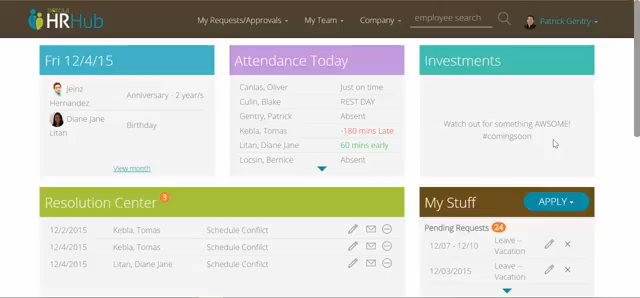 HRHub
My Requests/Approvals
My Team
Company
employee search
Patrick Gentry
Fri 12/4/15
Jeinz Hernandez
Anniversary - 2 year/s
Diane Jane Litan
Birthday
View month
Attendance Today
Canlas, Oliver Just on time
Culin, Blake REST DAY
Gentry, Patrick Absent
Kebla, Tomas -180 mins Late
Litan, Diane Jane 60 mins early
Locsin, Bernice Absent
Investments
Watch out for something AWSOME!
#comingsoon
Resolution Center 3
12/2/2015 Kebla, Tomas Schedule Conflict
12/4/2015 Kebla, Tomas Schedule Conflict
12/4/2015 Litan, Diane Jane Schedule Conflict
My Stuff
APPLY
Pending Requests 24
12/07 - 12/10 Leave -- Vacation
12/03/2015 Leave -- Vacation